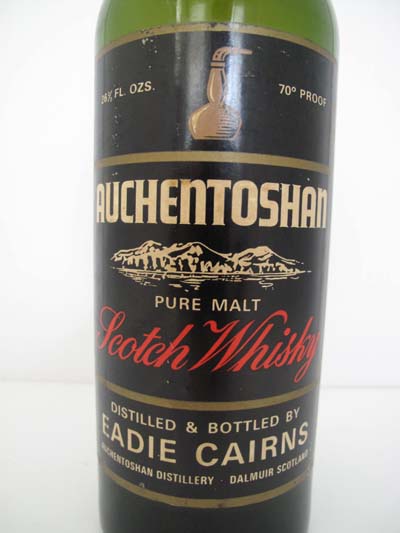 26⅔ FL. OZS.
70° PROOF
AUCHENTOSHAN
PURE MALT
Scotch Whisky
DISTILLED & BOTTLED BY
EADIE CAIRNS
AUCHENTOSHAN DISTILLERY · DALMUIR SCOTLAND